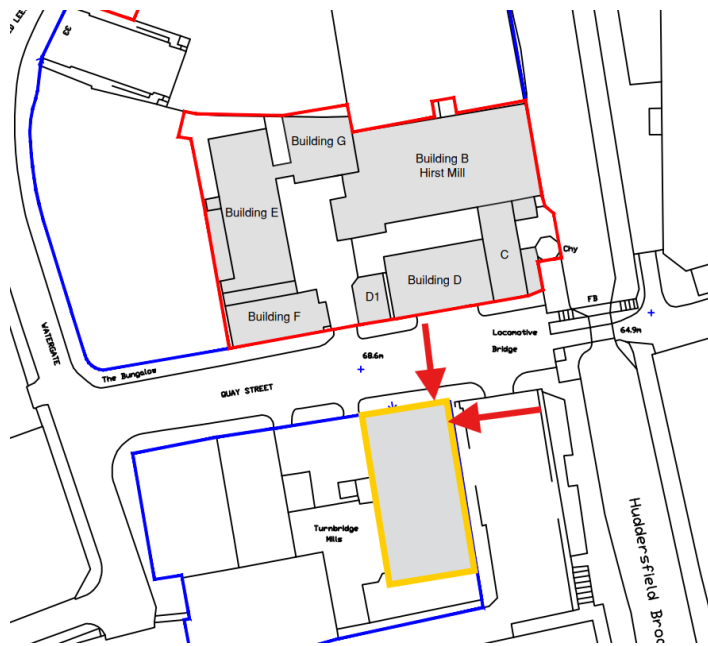 33
Building G
Building B
Hirst Mill
Building E
C
Chy
Building D
D1
Building F
FB
64.9m
Locomotive
Bridge
WATERGATE
68.6m
The Bungalow
QUAY STREET
Turnbridge
Mills
Huddersfield Broa